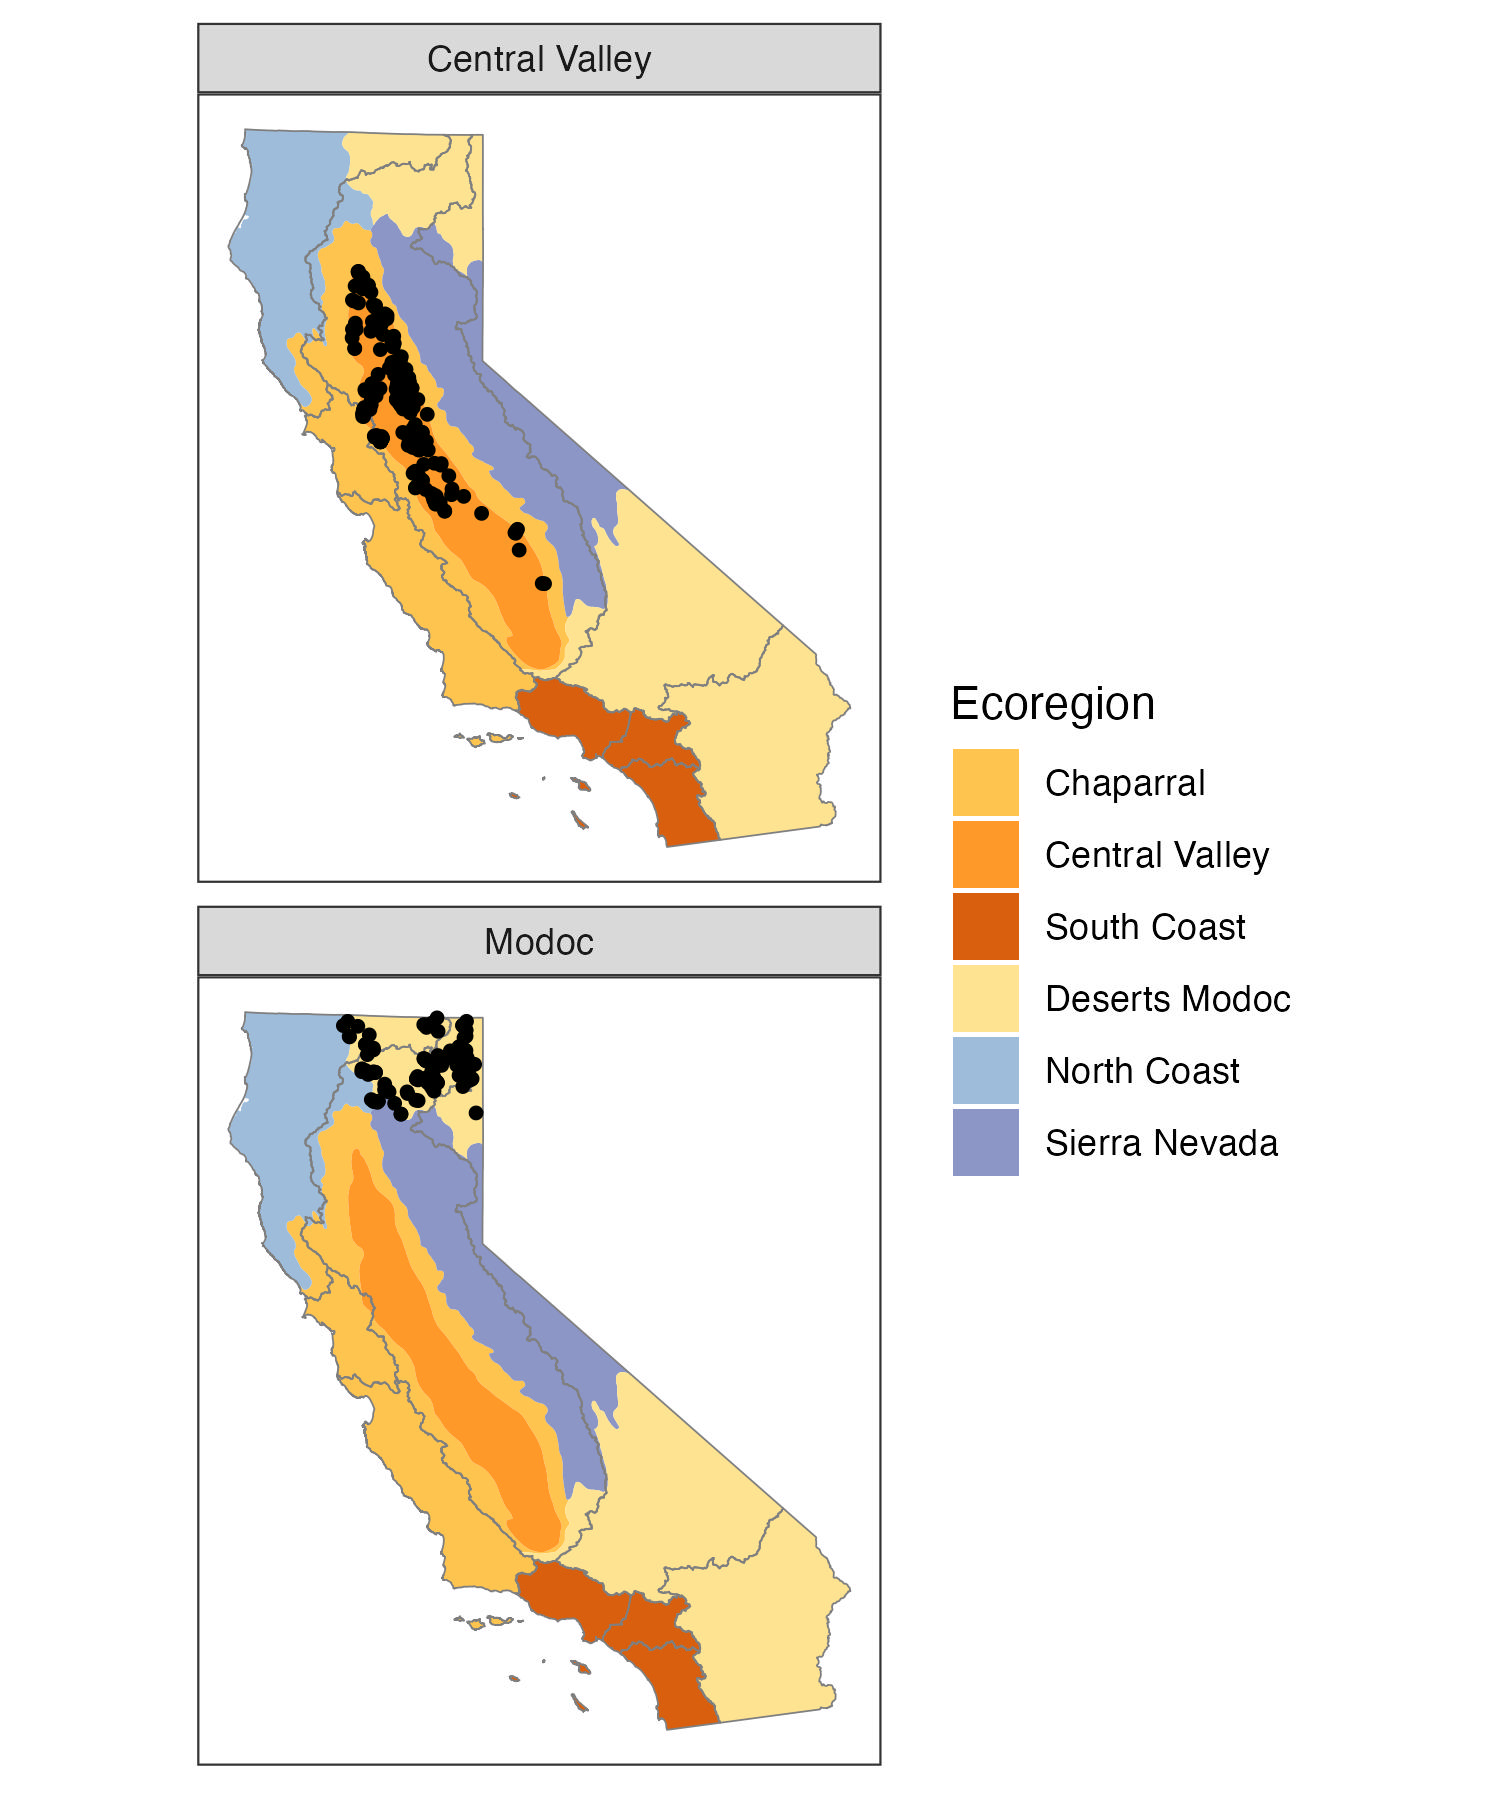 Central Valley
Modoc
Ecoregion
Chaparral
Central Valley
South Coast
Deserts Modoc
North Coast
Sierra Nevada